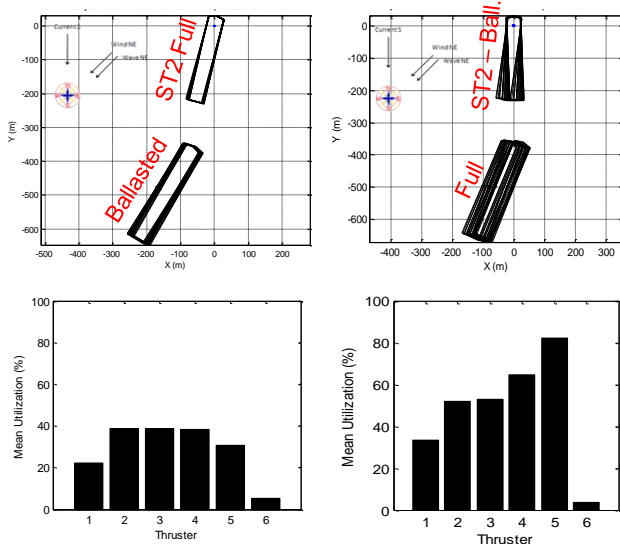 Current S
Wind NE
Wave NE
ST2 Full
Ballasted
Y (m)
0
-100
-200
-300
-400
-500
-600
-500 -400 -300 -200 -100 0 100 200
X (m)
Current S
Wind NE
Wave NE
ST2 – Ball.
Full
Y (m)
0
-100
-200
-300
-400
-500
-600
-400 -300 -200 -100 0 100 200 300
X (m)
Mean Utilization (%)
100
80
60
40
20
0
1 2 3 4 5 6
Thruster
Mean Utilization (%)
100
80
60
40
20
0
1 2 3 4 5 6
Thruster